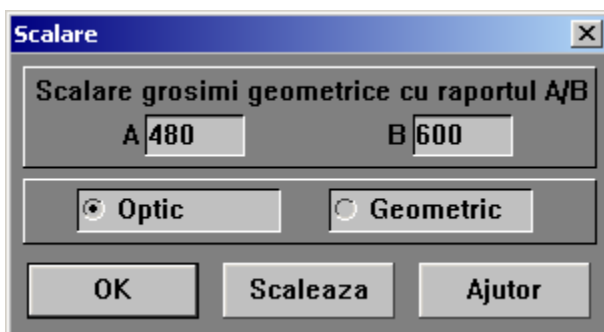 Scalare
Scalare grosimi geometrice cu raportul A/B
A 480 B 600
Optic Geometric
OK Scaleaza Ajutor